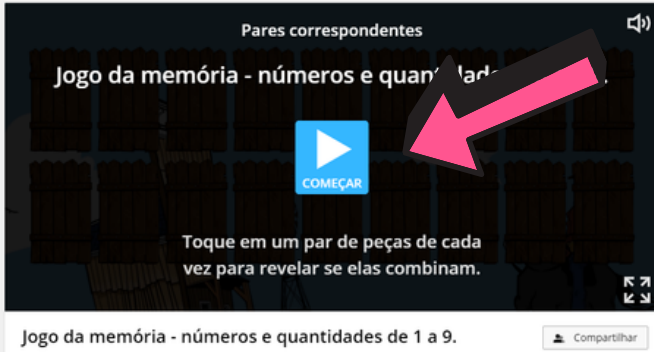 Pares correspondentes
Jogo da memória - números e
COMEÇAR
Toque em um par de peças de cada
vez para revelar se elas combinam.
Jogo da memória - números e quantidades de 1 a 9.
Compartilhar